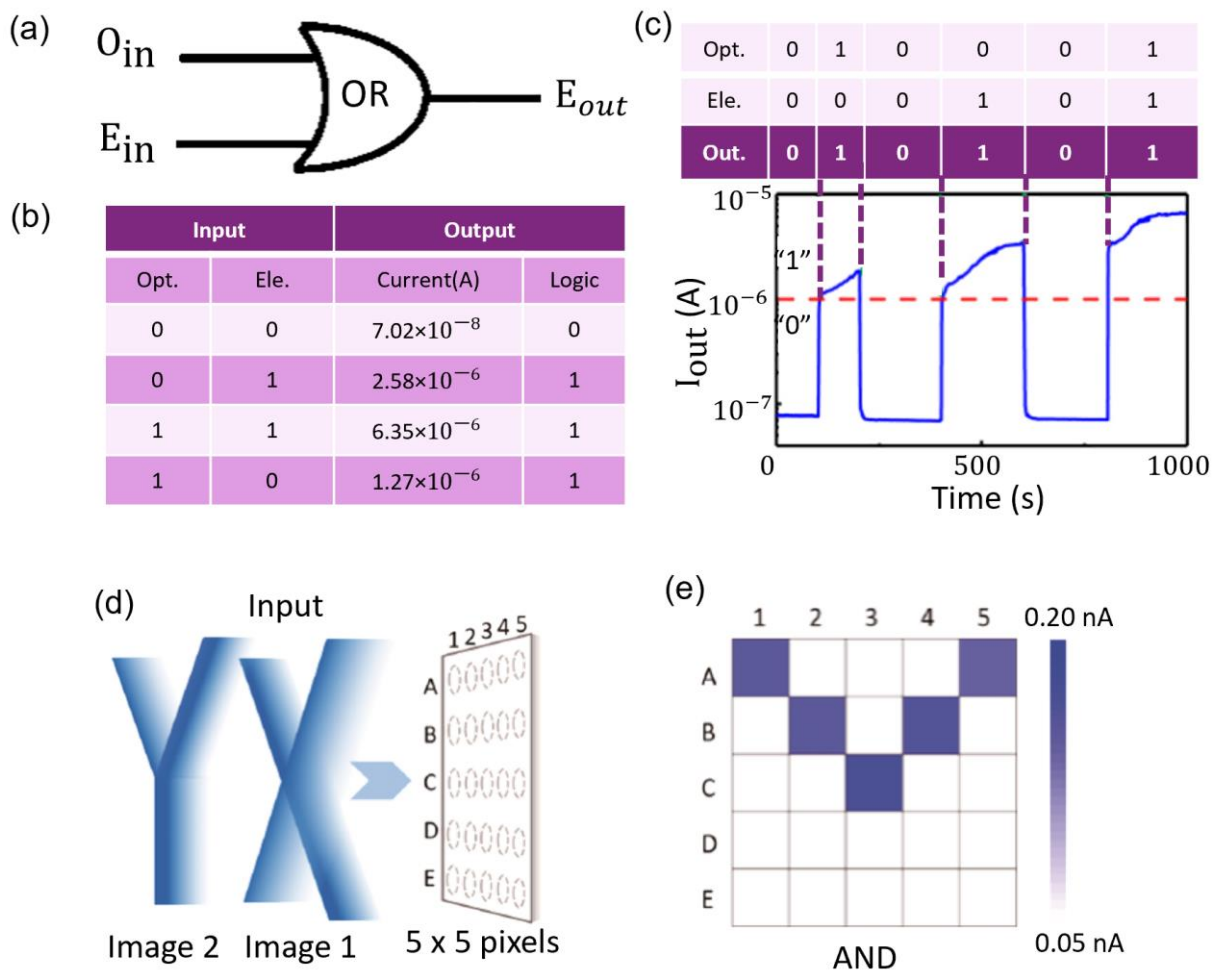 (a)
O_in
OR
E_in
E_out
(b)
Input Output
Opt. Ele. Current(A) Logic
0 0 7.02×10⁻⁸ 0
0 1 2.58×10⁻⁶ 1
1 1 6.35×10⁻⁶ 1
1 0 1.27×10⁻⁶ 1
(c)
Opt. 0 1 0 0 0 1
Ele. 0 0 0 1 0 1
Out. 0 1 0 1 0 1
I_out (A)
10⁻⁵
"1"
10⁻⁶
"0"
10⁻⁷
0 500 1000
Time (s)
(d)
Input
1 2 3 4 5
A
B
C
D
E
Image 2 Image 1 5 x 5 pixels
(e)
1 2 3 4 5
A
B
C
D
E
0.20 nA
0.05 nA
AND